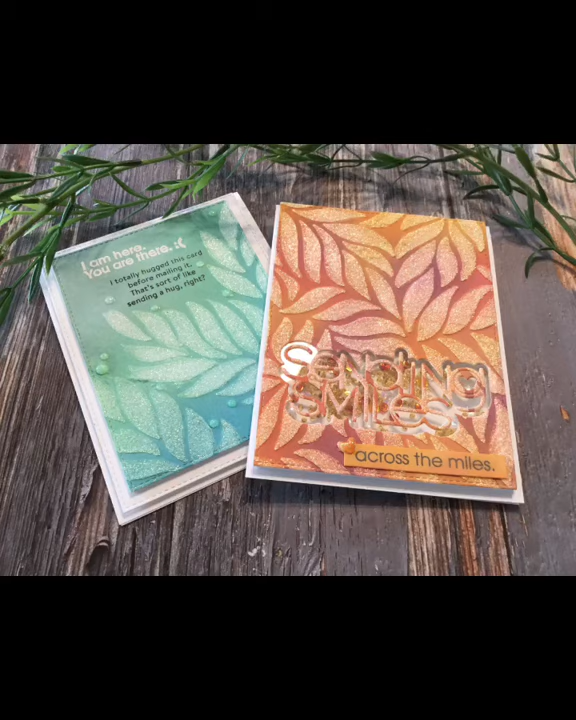 I am here.
You are there. :(
I totally hugged this card
before mailing it.
That's sort of like
sending a hug, right?
SENDING
SMILES
across the miles.